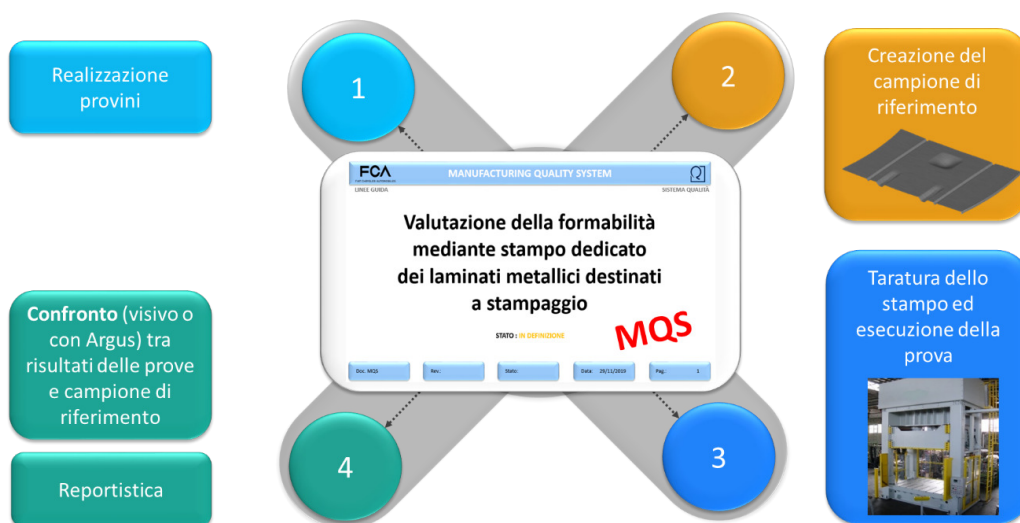 Realizzazione
provini
1
2
Creazione del
campione di
riferimento
FCA
MANUFACTURING QUALITY SYSTEM
LINEE GUIDA
SISTEMA QUALITÀ
Valutazione della formabilità
mediante stampo dedicato
dei laminati metallici destinati
a stampaggio
STATO : IN DEFINIZIONE
MQS
Doc. MQS
Rev.:
Stato:
Data: 29/11/2019
Pag.: 1
Confronto (visivo o
con Argus) tra
risultati delle prove
e campione di
riferimento
Reportistica
4
3
Taratura dello
stampo ed
esecuzione della
prova